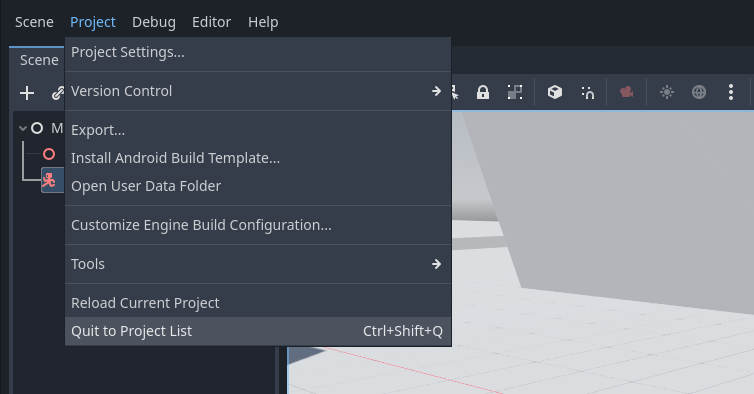 Scene Project Debug Editor Help
Scene
Project Settings...
Version Control
M
Export...
Install Android Build Template...
Open User Data Folder
Customize Engine Build Configuration...
Tools
Reload Current Project
Quit to Project List Ctrl+Shift+Q